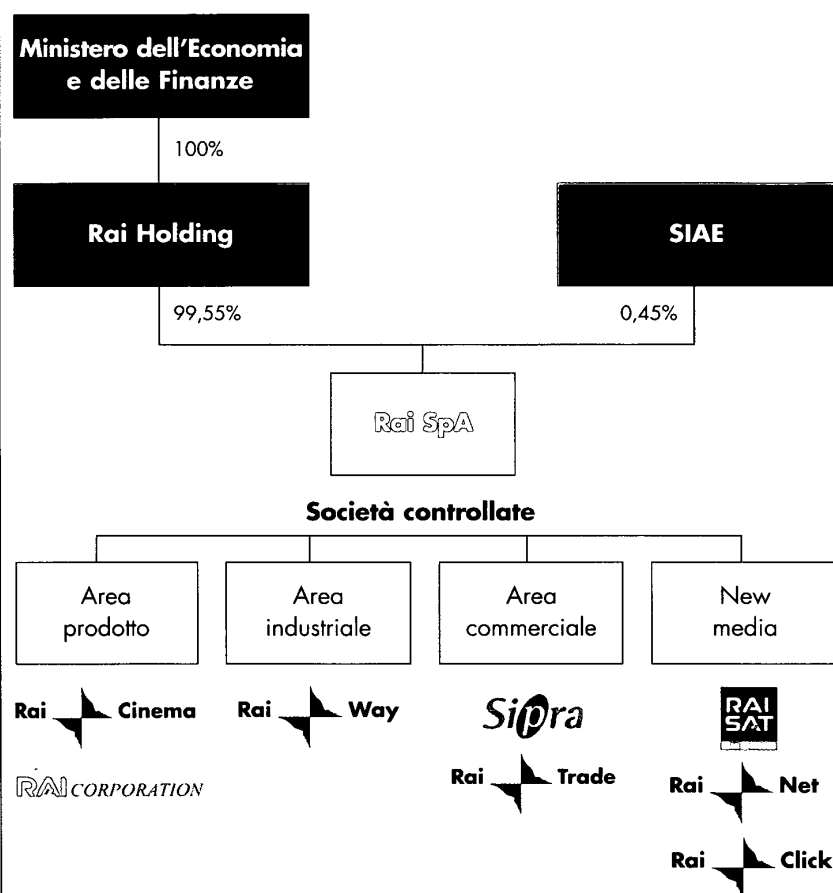 Ministero dell'Economia
e delle Finanze
100%
Rai Holding
SIAE
99,55%
0,45%
Rai SpA
Società controllate
Area
prodotto
Area
industriale
Area
commerciale
New
media
Rai Cinema
Rai Way
Sipra
RAI
SAT
RAI CORPORATION
Rai Trade
Rai Net
Rai Click